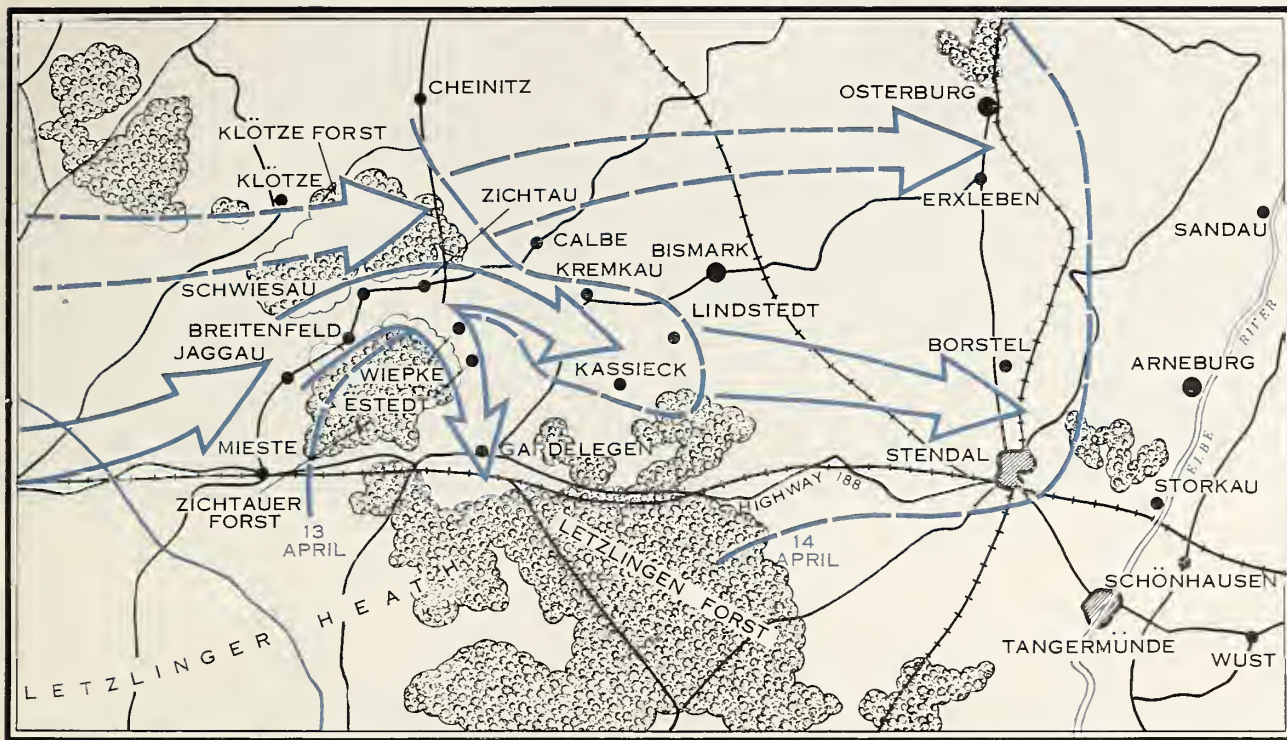 CHEINITZ
OSTERBURG
KLÖTZE FORST
KLÖTZE
ZICHTAU
ERXLEBEN
SANDAU
CALBE
BISMARK
KREMKAU
SCHWIESAU
LINDSTEDT
RIVER
BREITENFELD
JAGGAU
BORSTEL
ARNEBURG
WIEPKE
KASSIECK
ESTEDT
MIESTE
GARDELEGEN
STENDAL
ELBE
HIGHWAY 188
STORKAU
ZICHTAUER
FORST
13
APRIL
14
APRIL
LETZLINGEN FORST
SCHÖNHAUSEN
LETZLINGER HEATH
TANGERMÜNDE
WUST